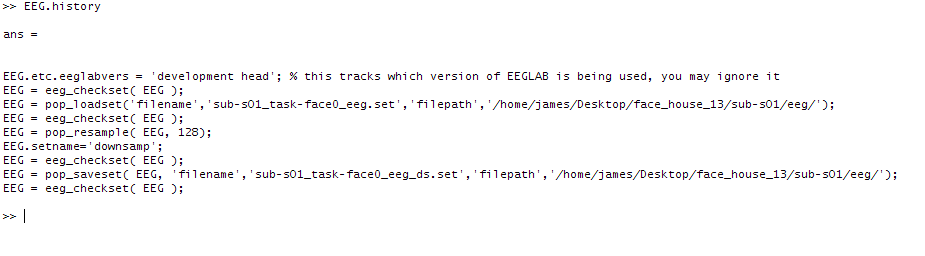 >> EEG.history
ans =
EEG.etc.eeglabvers = 'development head'; % this tracks which version of EEGLAB is being used, you may ignore it
EEG = eeg_checkset( EEG );
EEG = pop_loadset('filename','sub-s01_task-face0_eeg.set','filepath','/home/james/Desktop/face_house_13/sub-s01/eeg/');
EEG = eeg_checkset( EEG );
EEG = pop_resample( EEG, 128);
EEG.setname='downsamp';
EEG = eeg_checkset( EEG );
EEG = pop_saveset( EEG, 'filename','sub-s01_task-face0_eeg_ds.set','filepath','/home/james/Desktop/face_house_13/sub-s01/eeg/');
EEG = eeg_checkset( EEG );
>>